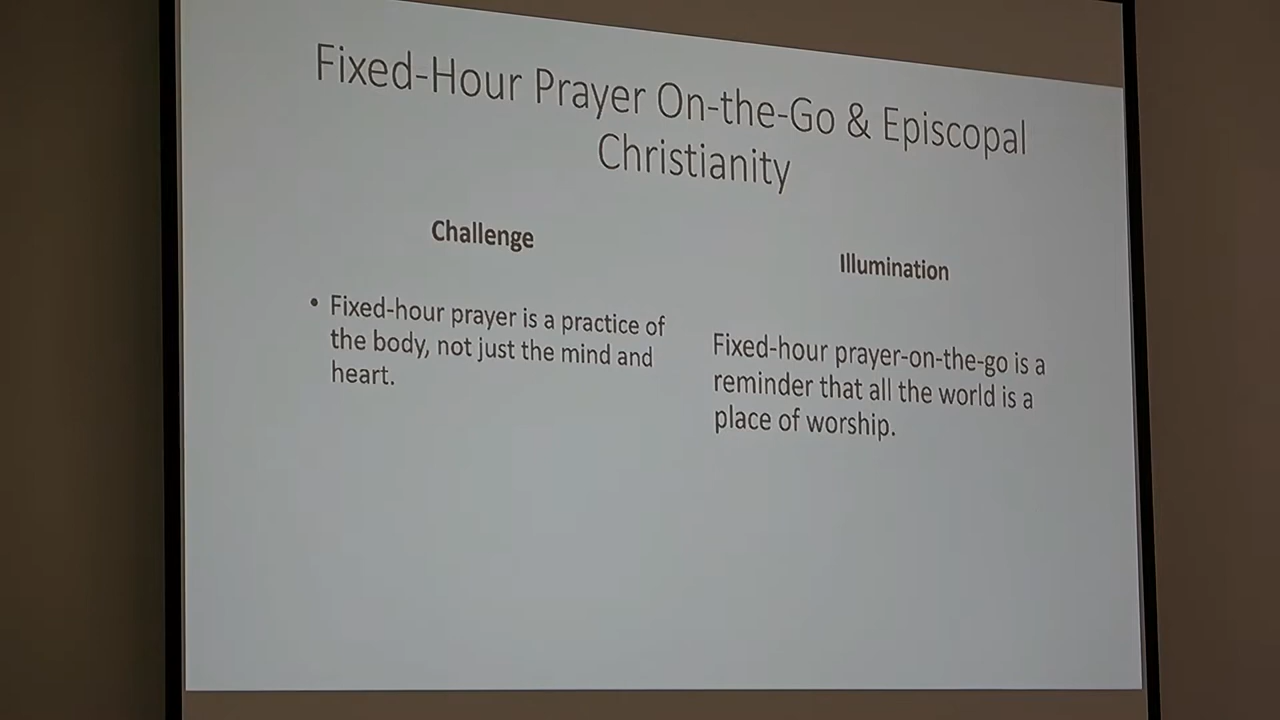 Fixed-Hour Prayer On-the-Go & Episcopal
Christianity
Challenge
• Fixed-hour prayer is a practice of
the body, not just the mind and
heart.
Illumination
Fixed-hour prayer-on-the-go is a
reminder that all the world is a
place of worship.